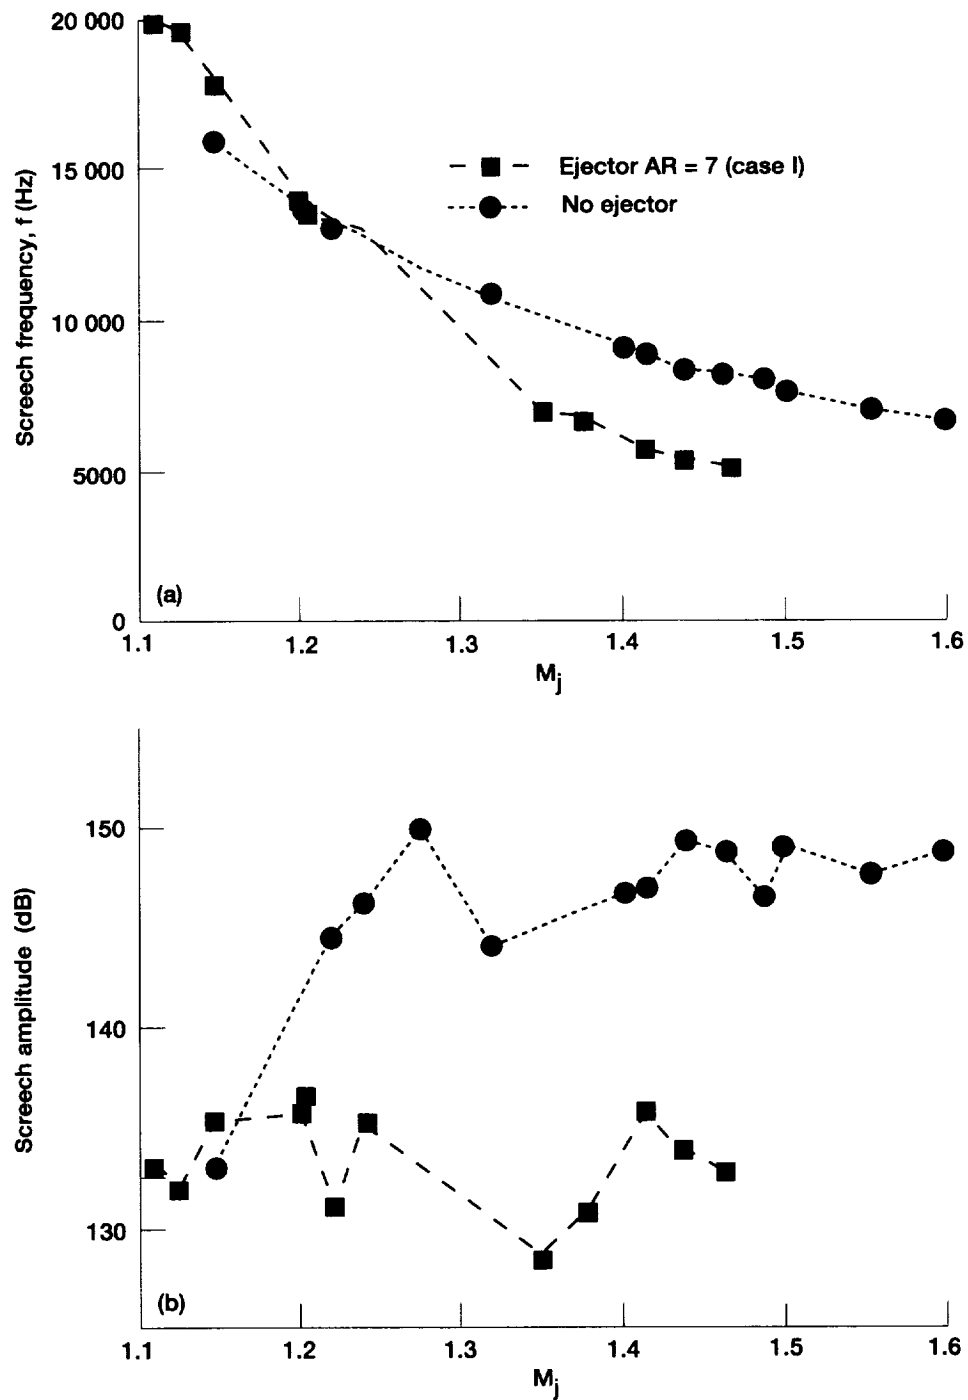 20 000
15 000
10 000
5000
0
Screech frequency, f (Hz)
Ejector AR = 7 (case I)
No ejector
(a)
1.1
1.2
1.3
1.4
1.5
1.6
Mj
150
140
130
Screech amplitude (dB)
(b)
1.1
1.2
1.3
1.4
1.5
1.6
Mj